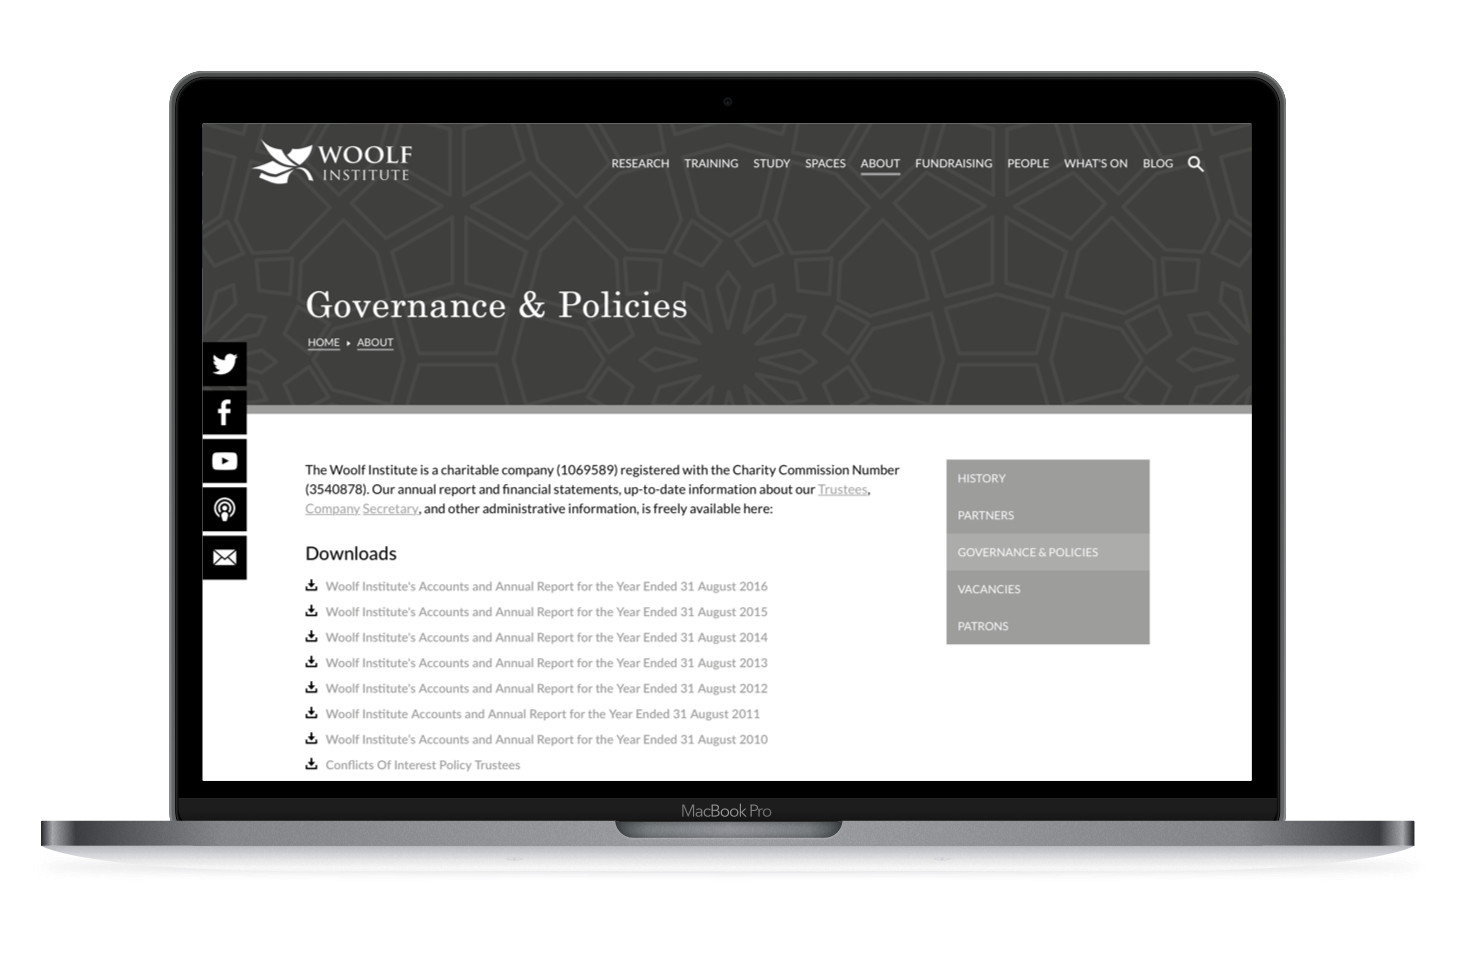 WOOLF
INSTITUTE
RESEARCH TRAINING STUDY SPACES ABOUT FUNDRAISING PEOPLE WHAT'S ON BLOG
Governance & Policies
HOME ▸ ABOUT
The Woolf Institute is a charitable company (1069589) registered with the Charity Commission Number
(3540878). Our annual report and financial statements, up-to-date information about our Trustees,
Company Secretary, and other administrative information, is freely available here:
Downloads
Woolf Institute's Accounts and Annual Report for the Year Ended 31 August 2016
Woolf Institute's Accounts and Annual Report for the Year Ended 31 August 2015
Woolf Institute's Accounts and Annual Report for the Year Ended 31 August 2014
Woolf Institute's Accounts and Annual Report for the Year Ended 31 August 2013
Woolf Institute's Accounts and Annual Report for the Year Ended 31 August 2012
Woolf Institute Accounts and Annual Report for the Year Ended 31 August 2011
Woolf Institute's Accounts and Annual Report for the Year Ended 31 August 2010
Conflicts Of Interest Policy Trustees
HISTORY
PARTNERS
GOVERNANCE & POLICIES
VACANCIES
PATRONS
MacBook Pro